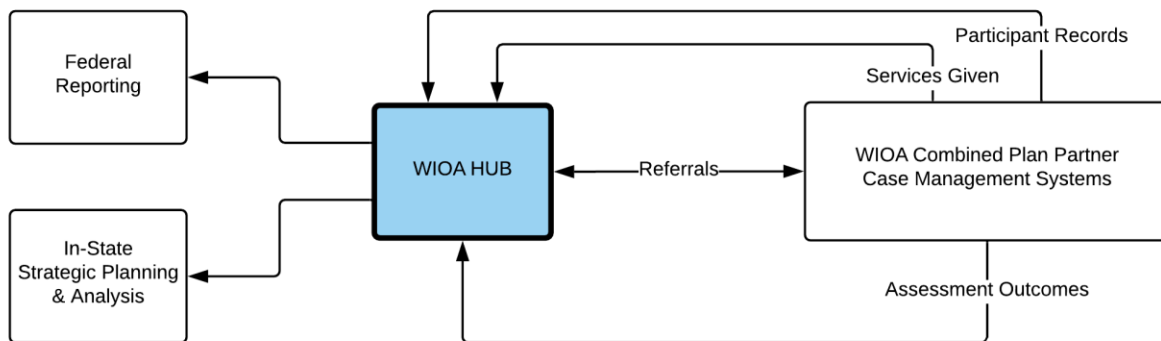 Federal
Reporting
Participant Records
Services Given
WIOA HUB
Referrals
WIOA Combined Plan Partner
Case Management Systems
In-State
Strategic Planning
& Analysis
Assessment Outcomes